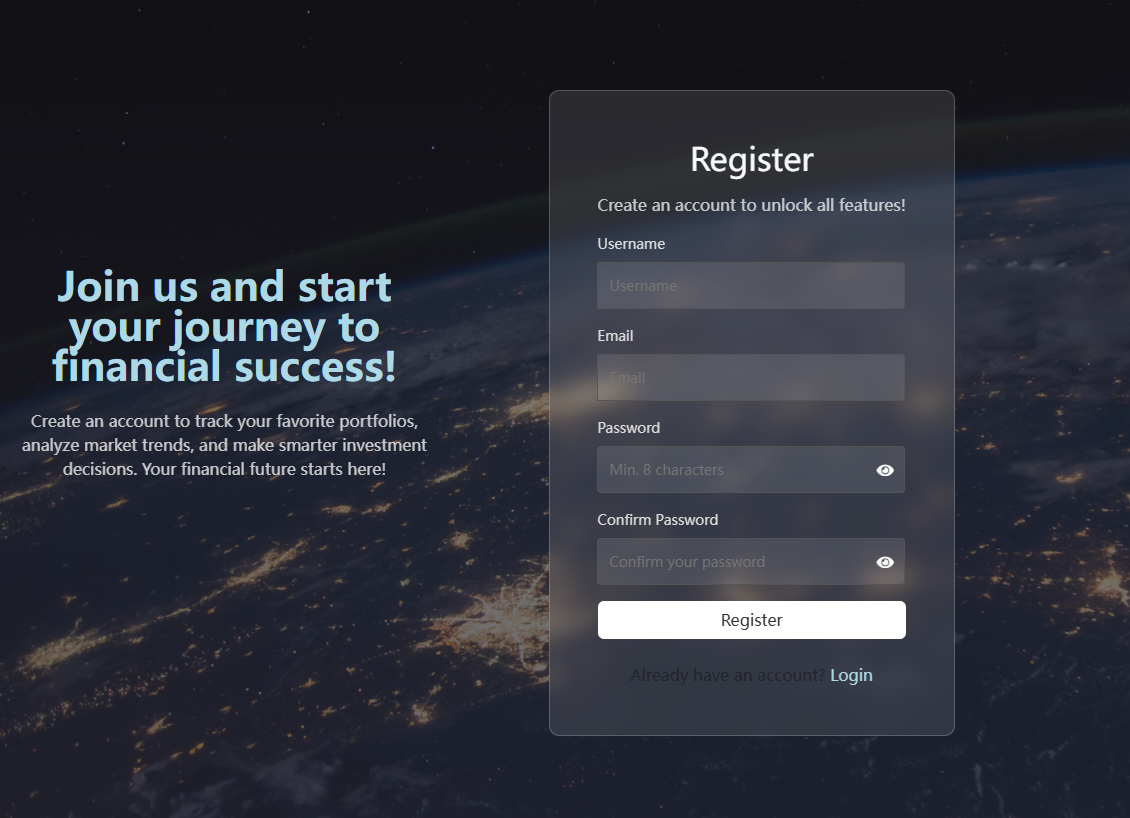 Join us and start
your journey to
financial success!
Create an account to track your favorite portfolios,
analyze market trends, and make smarter investment
decisions. Your financial future starts here!
Register
Create an account to unlock all features!
Username
Username
Email
Email
Password
Min. 8 characters
Confirm Password
Confirm your password
Register
Already have an account? Login